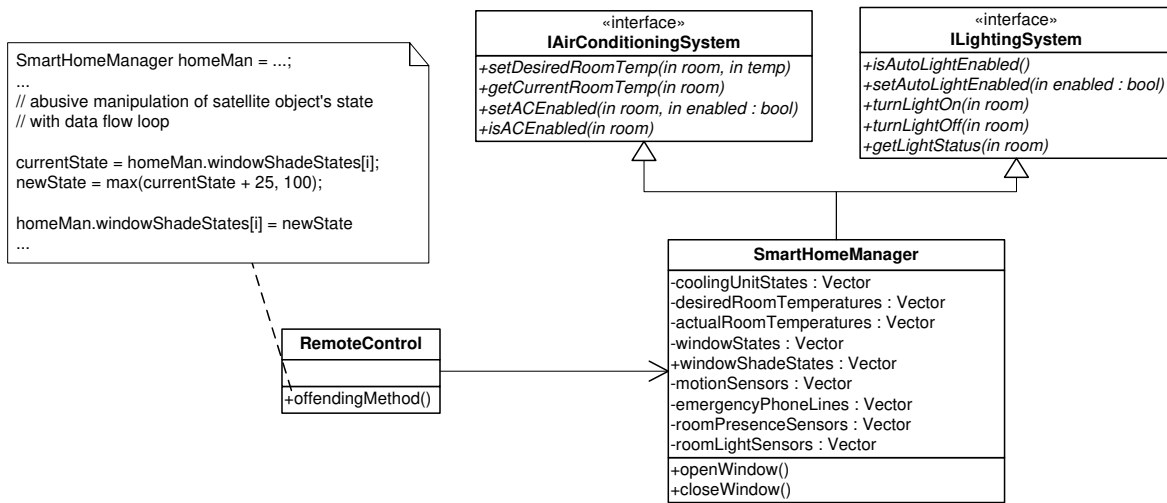 SmartHomeManager homeMan = ...;
...
// abusive manipulation of satellite object's state
// with data flow loop
currentState = homeMan.windowShadeStates[i];
newState = max(currentState + 25, 100);
homeMan.windowShadeStates[i] = newState
...
«interface»
IAirConditioningSystem
+setDesiredRoomTemp(in room, in temp)
+getCurrentRoomTemp(in room)
+setACEnabled(in room, in enabled : bool)
+isACEnabled(in room)
«interface»
ILightingSystem
+isAutoLightEnabled()
+setAutoLightEnabled(in enabled : bool)
+turnLightOn(in room)
+turnLightOff(in room)
+getLightStatus(in room)
RemoteControl
+offendingMethod()
SmartHomeManager
-coolingUnitStates : Vector
-desiredRoomTemperatures : Vector
-actualRoomTemperatures : Vector
-windowStates : Vector
+windowShadeStates : Vector
-motionSensors : Vector
-emergencyPhoneLines : Vector
-roomPresenceSensors : Vector
-roomLightSensors : Vector
+openWindow()
+closeWindow()